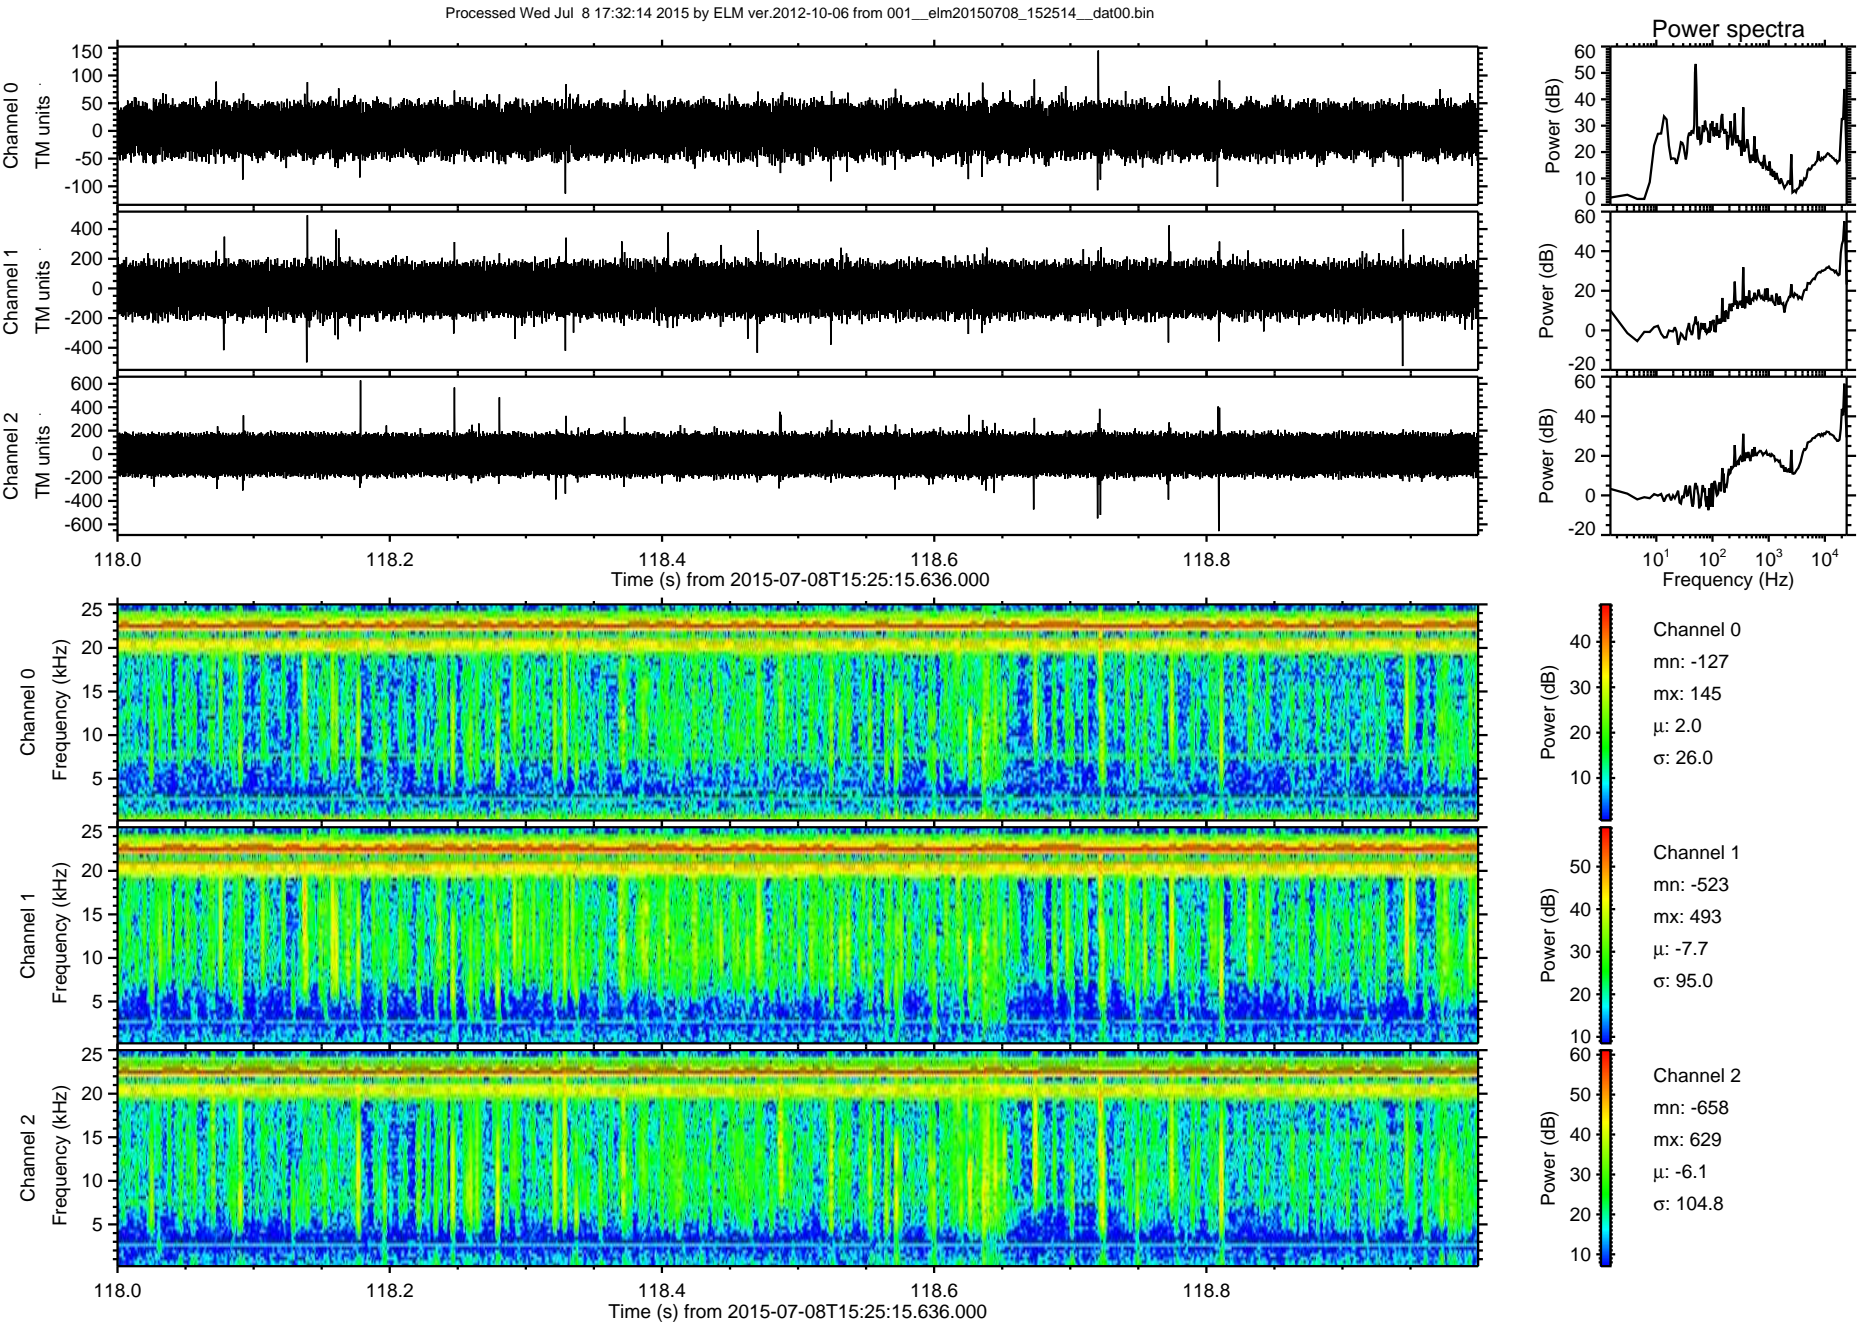 Processed Wed Jul 8 17:32:14 2015 by ELM ver.2012-10-06 from 001__elm20150708_152514__dat00.bin
Power spectra
Channel 0
TM units
150
100
50
0
-50
-100
Power (dB)
60
50
40
30
20
10
0
Channel 1
TM units
400
200
0
-200
-400
Power (dB)
60
40
20
0
-20
Channel 2
TM units
600
400
200
0
-200
-400
-600
Power (dB)
60
40
20
0
-20
118.0 118.2 118.4 118.6 118.8
Time (s) from 2015-07-08T15:25:15.636.000
10^1 10^2 10^3 10^4
Frequency (Hz)
Channel 0
Frequency (kHz)
25
20
15
10
5
Power (dB)
40
30
20
10
Channel 0
mn: -127
mx: 145
μ: 2.0
σ: 26.0
Channel 1
Frequency (kHz)
25
20
15
10
5
Power (dB)
50
40
30
20
10
Channel 1
mn: -523
mx: 493
μ: -7.7
σ: 95.0
Channel 2
Frequency (kHz)
25
20
15
10
5
Power (dB)
60
50
40
30
20
10
Channel 2
mn: -658
mx: 629
μ: -6.1
σ: 104.8
118.0 118.2 118.4 118.6 118.8
Time (s) from 2015-07-08T15:25:15.636.000